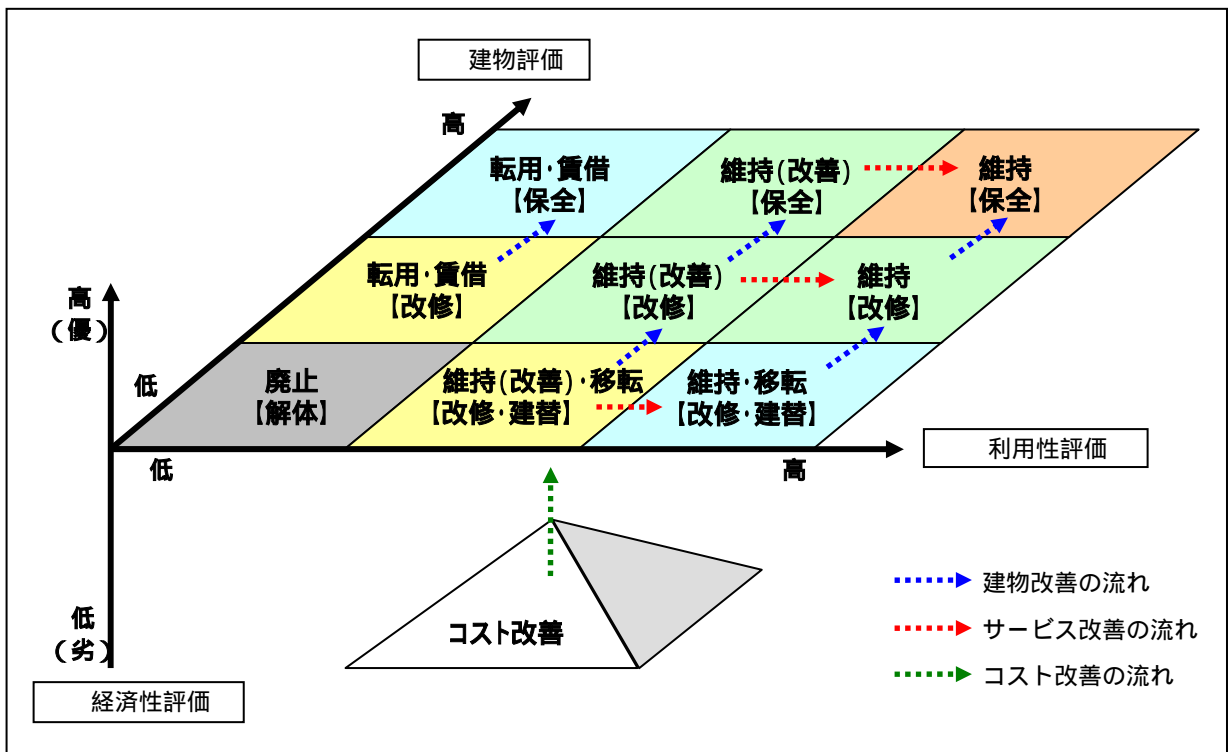 建物評価
高
転用･賃借
【保全】
維持(改善)
【保全】
維持
【保全】
転用･賃借
【改修】
維持(改善)
【改修】
維持
【改修】
高
(優)
低
廃止
【解体】
維持(改善)･移転
【改修･建替】
維持･移転
【改修･建替】
低
高
利用性評価
コスト改善
低
(劣)
経済性評価
建物改善の流れ
サービス改善の流れ
コスト改善の流れ